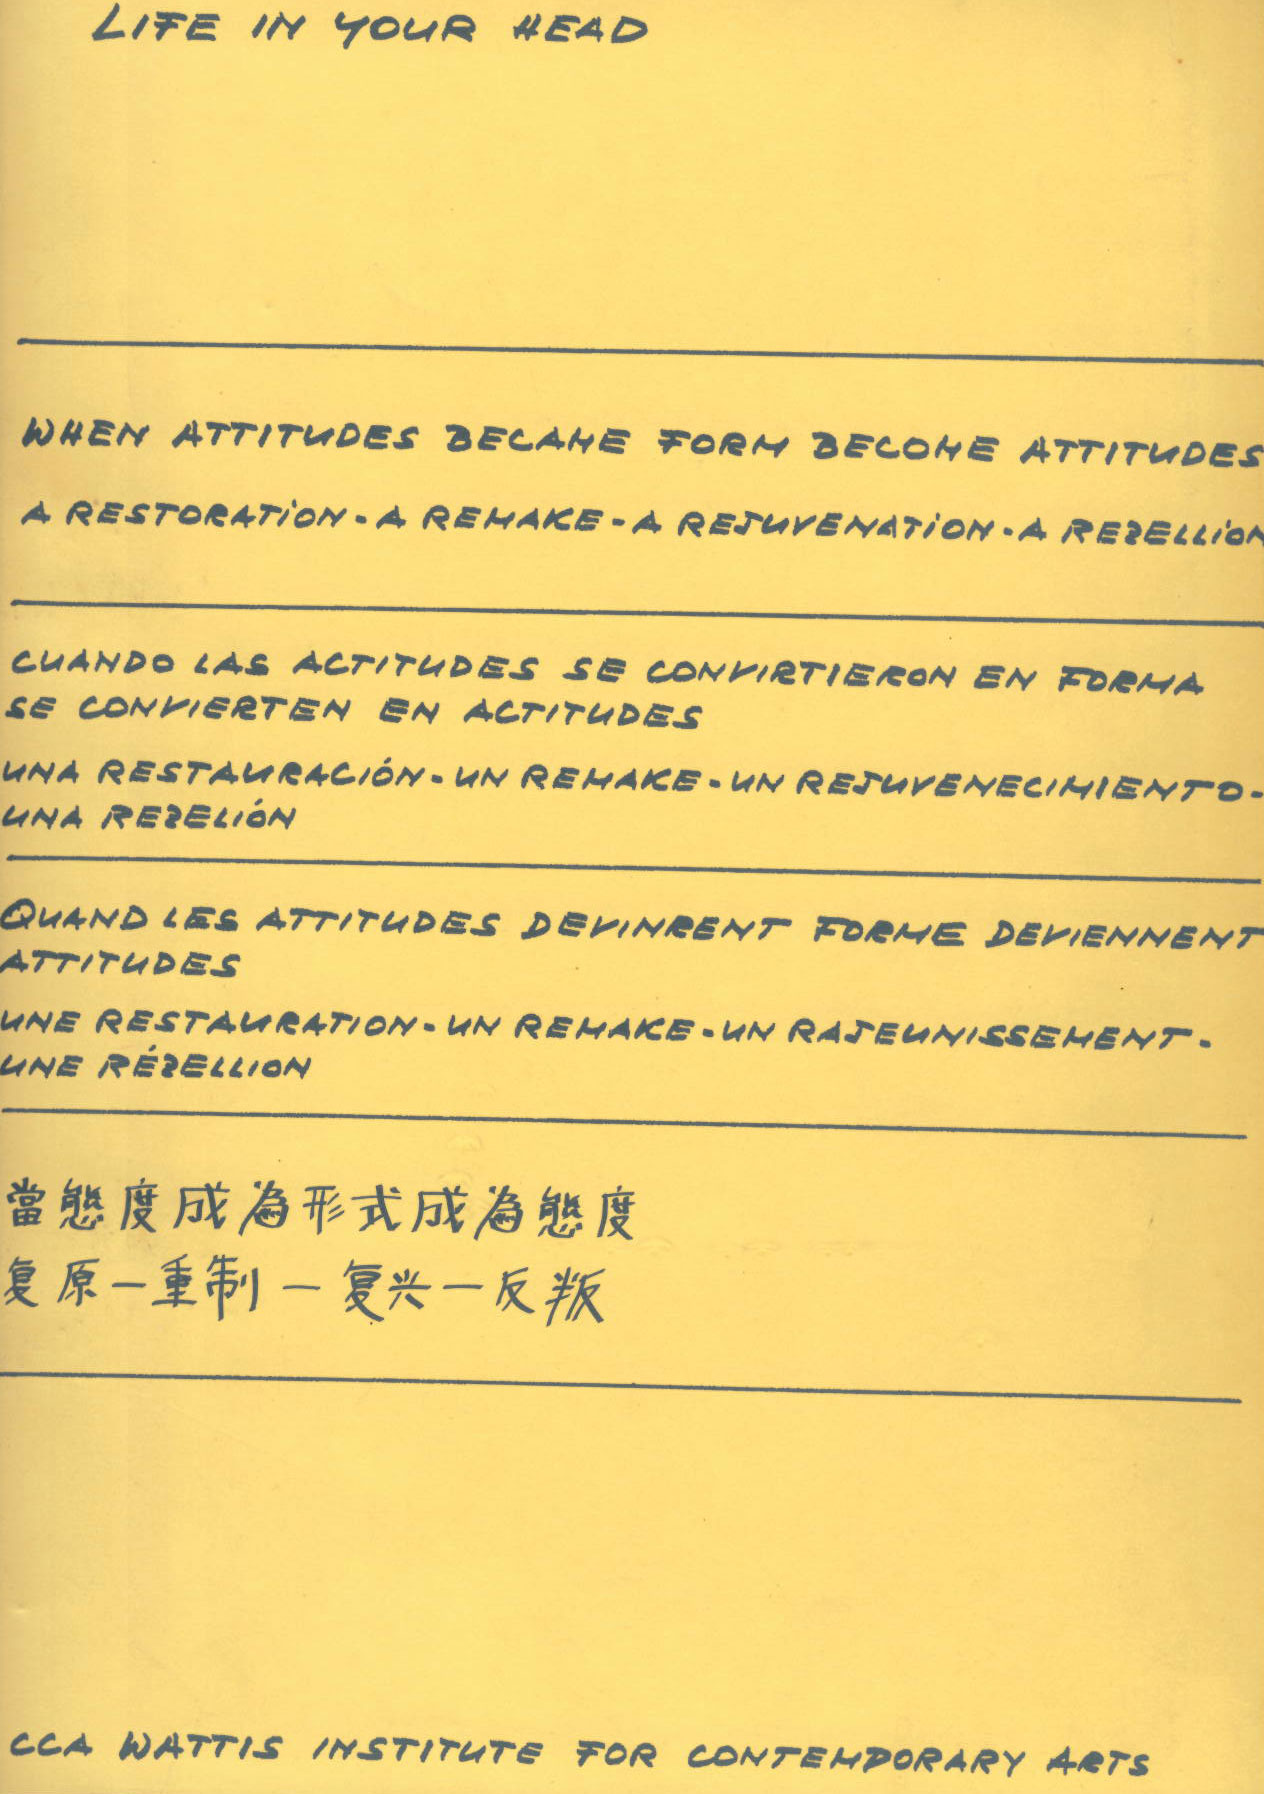 LIFE IN YOUR HEAD
WHEN ATTITUDES BECAME FORM BECOME ATTITUDES
A RESTORATION - A REMAKE - A REJUVENATION - A REBELLION
CUANDO LAS ACTITUDES SE CONVIRTIERON EN FORMA
SE CONVIERTEN EN ACTITUDES
UNA RESTAURACIÓN - UN REMAKE - UN REJUVENECIMIENTO -
UNA REBELIÓN
QUAND LES ATTITUDES DEVINRENT FORME DEVIENNENT
ATTITUDES
UNE RESTAURATION - UN REMAKE - UN RAJEUNISSEMENT -
UNE RÉBELLION
當態度成為形式成為態度
复原一重制一复兴一反叛
CCA WATTIS INSTITUTE FOR CONTEMPORARY ARTS